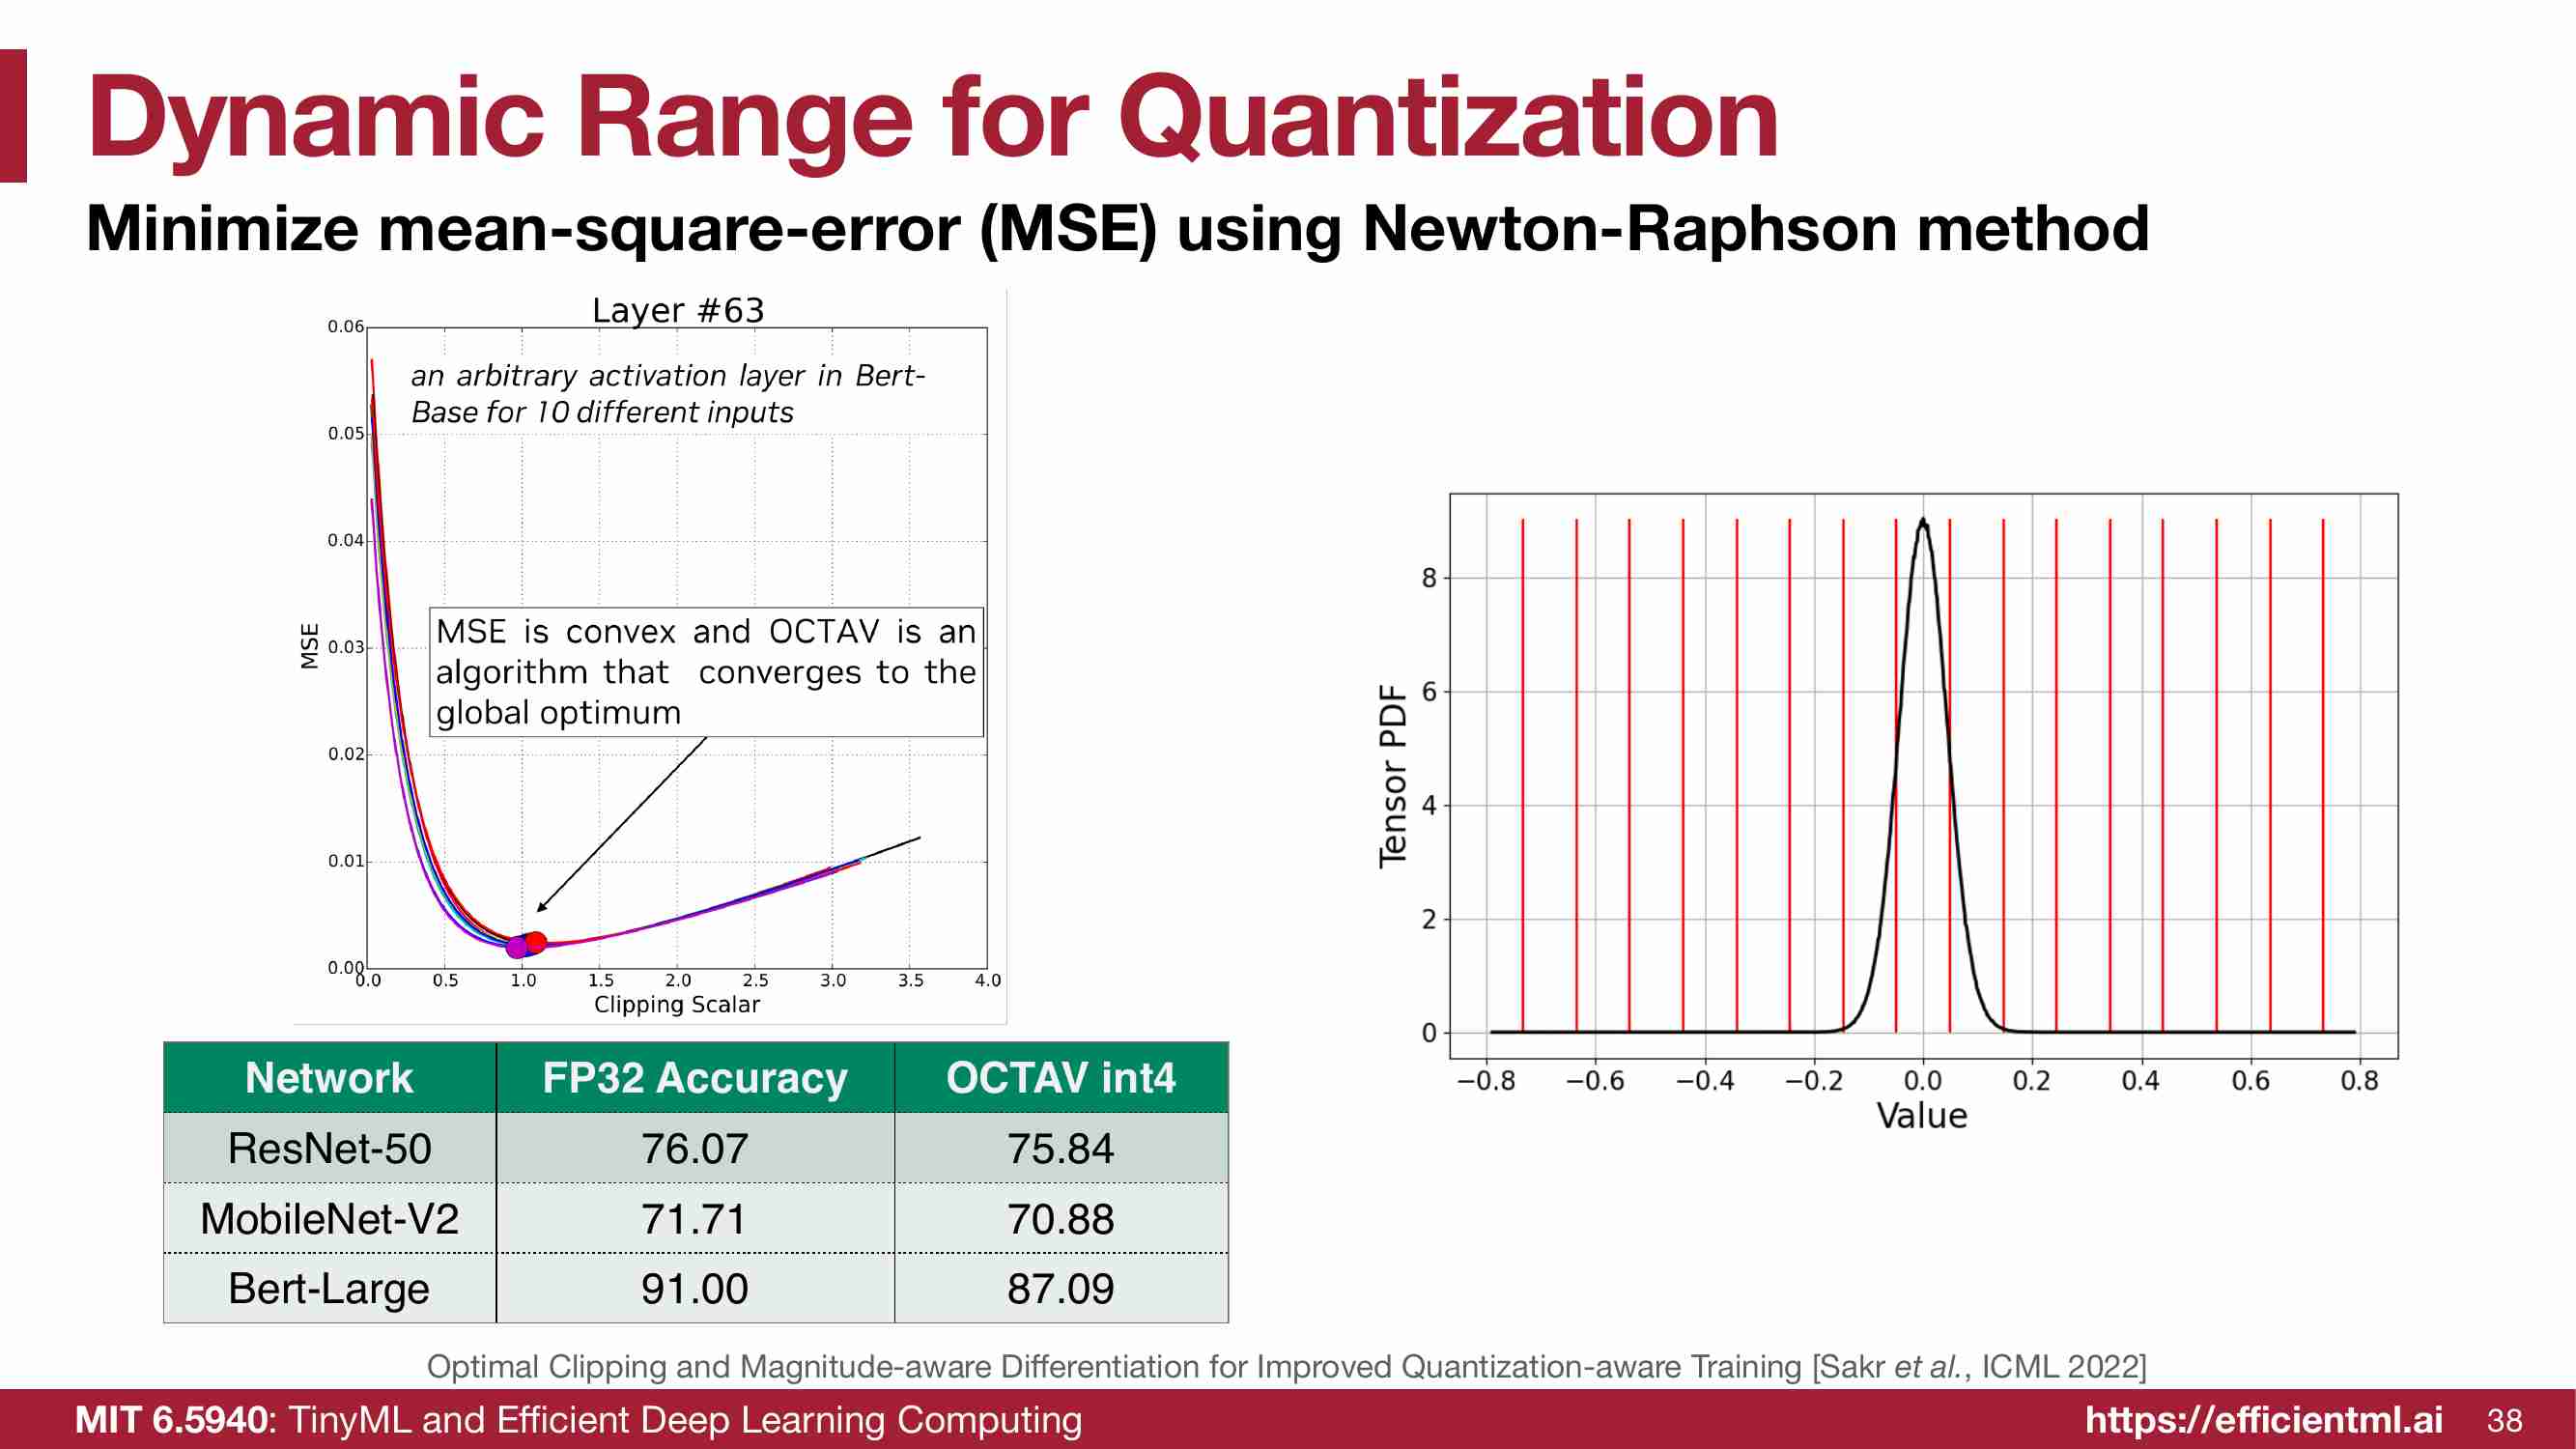 Dynamic Range for Quantization
Minimize mean-square-error (MSE) using Newton-Raphson method
Layer #63
an arbitrary activation layer in Bert-
Base for 10 different inputs
MSE is convex and OCTAV is an
algorithm that converges to the
global optimum
MSE
0.06
0.05
0.04
0.03
0.02
0.01
0.00
0.0 0.5 1.0 1.5 2.0 2.5 3.0 3.5 4.0
Clipping Scalar
Tensor PDF
8
6
4
2
0
−0.8 −0.6 −0.4 −0.2 0.0 0.2 0.4 0.6 0.8
Value
Network FP32 Accuracy OCTAV int4
ResNet-50 76.07 75.84
MobileNet-V2 71.71 70.88
Bert-Large 91.00 87.09
Optimal Clipping and Magnitude-aware Differentiation for Improved Quantization-aware Training [Sakr et al., ICML 2022]
MIT 6.5940: TinyML and Efficient Deep Learning Computing
https://efficientml.ai 38